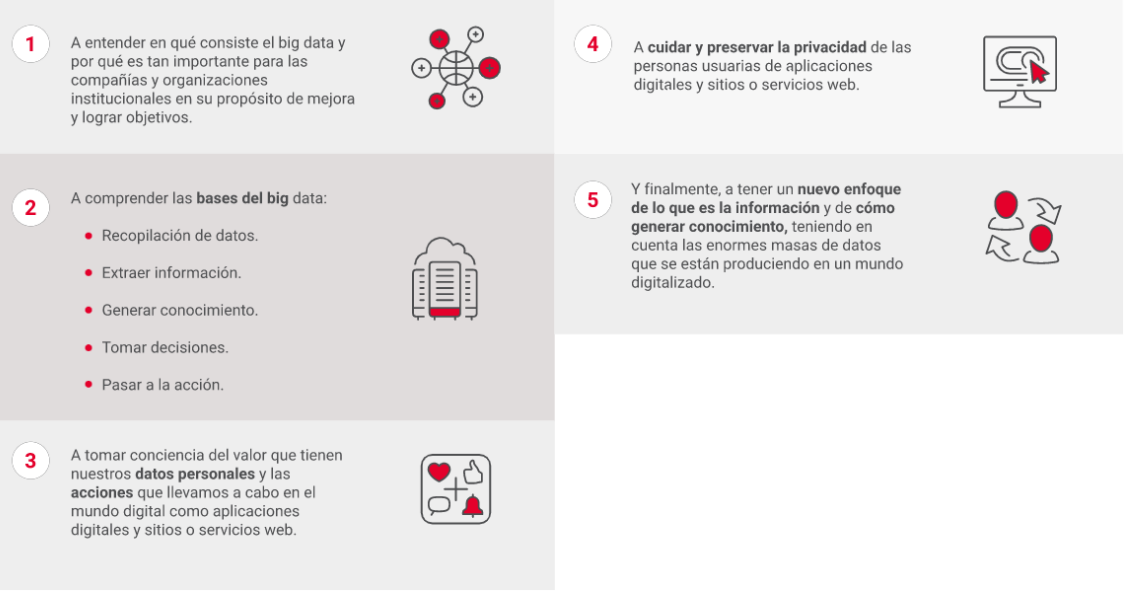 1
A entender en qué consiste el big data y
por qué es tan importante para las
compañías y organizaciones
institucionales en su propósito de mejora
y lograr objetivos.
2
A comprender las bases del big data:
Recopilación de datos.
Extraer información.
Generar conocimiento.
Tomar decisiones.
Pasar a la acción.
3
A tomar conciencia del valor que tienen
nuestros datos personales y las
acciones que llevamos a cabo en el
mundo digital como aplicaciones
digitales y sitios o servicios web.
4
A cuidar y preservar la privacidad de las
personas usuarias de aplicaciones
digitales y sitios o servicios web.
5
Y finalmente, a tener un nuevo enfoque
de lo que es la información y de cómo
generar conocimiento, teniendo en
cuenta las enormes masas de datos
que se están produciendo en un mundo
digitalizado.